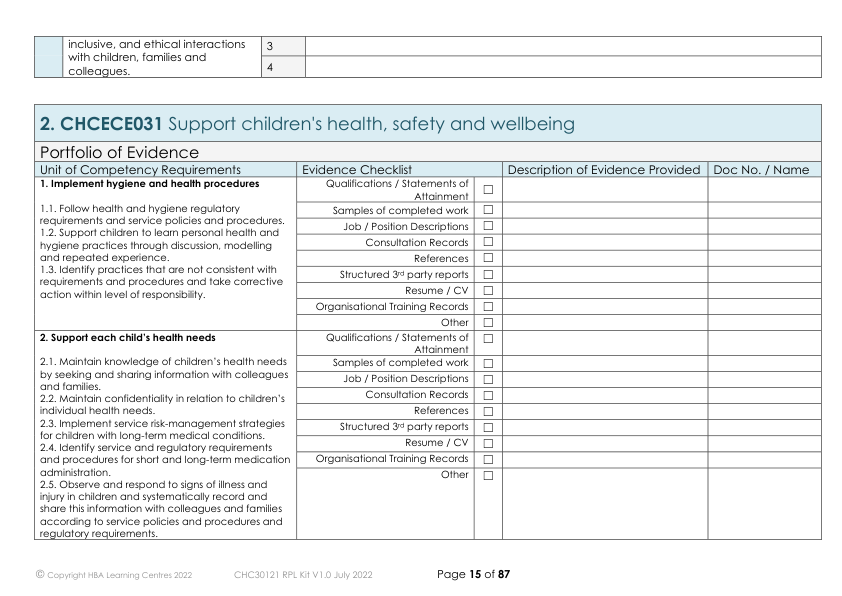 inclusive, and ethical interactions
with children, families and
colleagues.
3
4
2. CHCECE031 Support children's health, safety and wellbeing
Portfolio of Evidence
Unit of Competency Requirements Evidence Checklist Description of Evidence Provided Doc No. / Name
1. Implement hygiene and health procedures
1.1. Follow health and hygiene regulatory
requirements and service policies and procedures.
1.2. Support children to learn personal health and
hygiene practices through discussion, modelling
and repeated experience.
1.3. Identify practices that are not consistent with
requirements and procedures and take corrective
action within level of responsibility.
Qualifications / Statements of
Attainment ☐
Samples of completed work ☐
Job / Position Descriptions ☐
Consultation Records ☐
References ☐
Structured 3rd party reports ☐
Resume / CV ☐
Organisational Training Records ☐
Other ☐
2. Support each child’s health needs
2.1. Maintain knowledge of children’s health needs
by seeking and sharing information with colleagues
and families.
2.2. Maintain confidentiality in relation to children’s
individual health needs.
2.3. Implement service risk-management strategies
for children with long-term medical conditions.
2.4. Identify service and regulatory requirements
and procedures for short and long-term medication
administration.
2.5. Observe and respond to signs of illness and
injury in children and systematically record and
share this information with colleagues and families
according to service policies and procedures and
regulatory requirements.
Qualifications / Statements of
Attainment ☐
Samples of completed work ☐
Job / Position Descriptions ☐
Consultation Records ☐
References ☐
Structured 3rd party reports ☐
Resume / CV ☐
Organisational Training Records ☐
Other ☐
© Copyright HBA Learning Centres 2022 CHC30121 RPL Kit V1.0 July 2022 Page 15 of 87